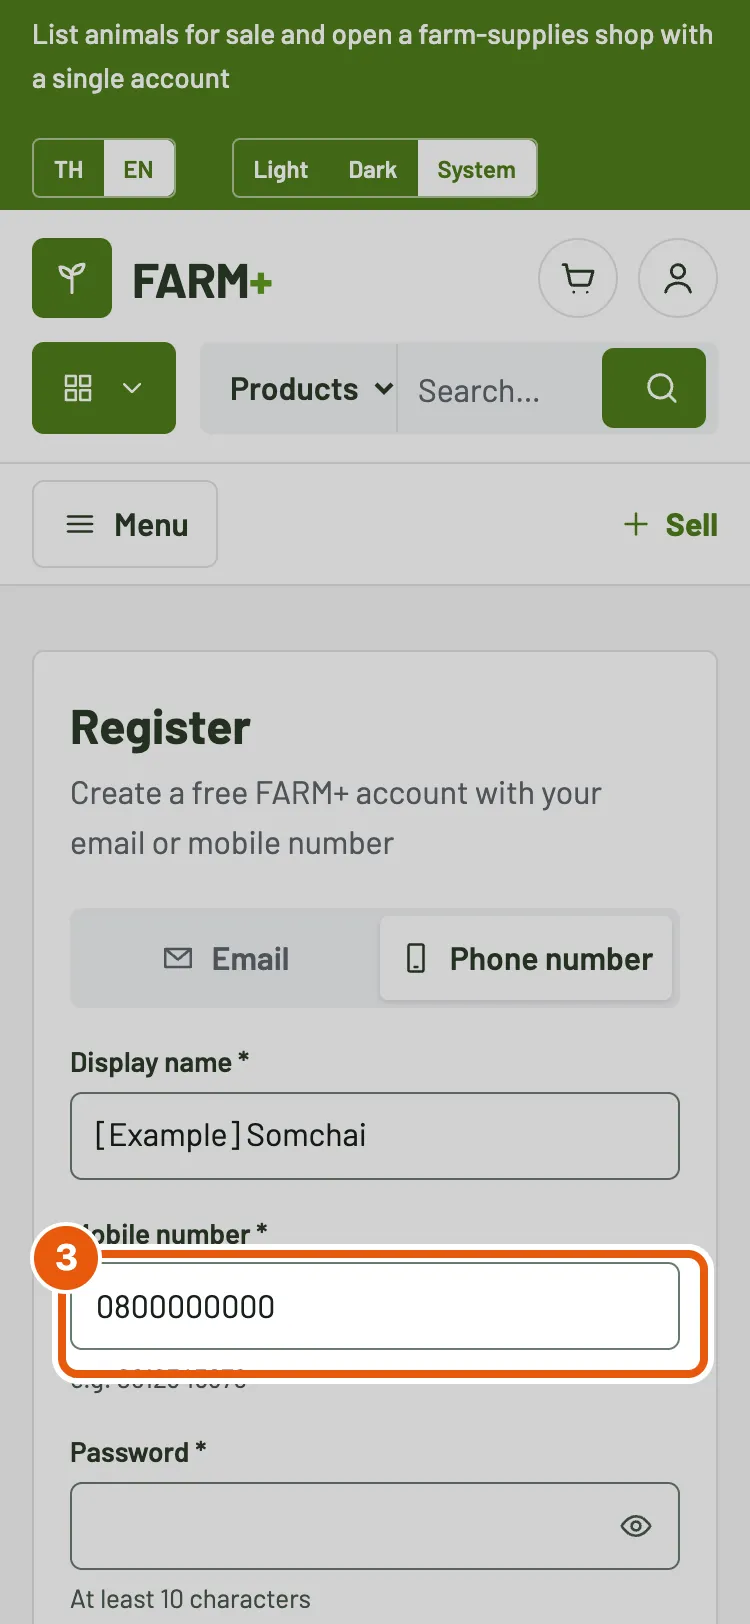 List animals for sale and open a farm-supplies shop with
a single account
TH EN Light Dark System
FARM+
Products Search...
Menu + Sell
Register
Create a free FARM+ account with your
email or mobile number
Email Phone number
Display name *
[Example] Somchai
Mobile number *
3
0800000000
e.g.
Password *
At least 10 characters